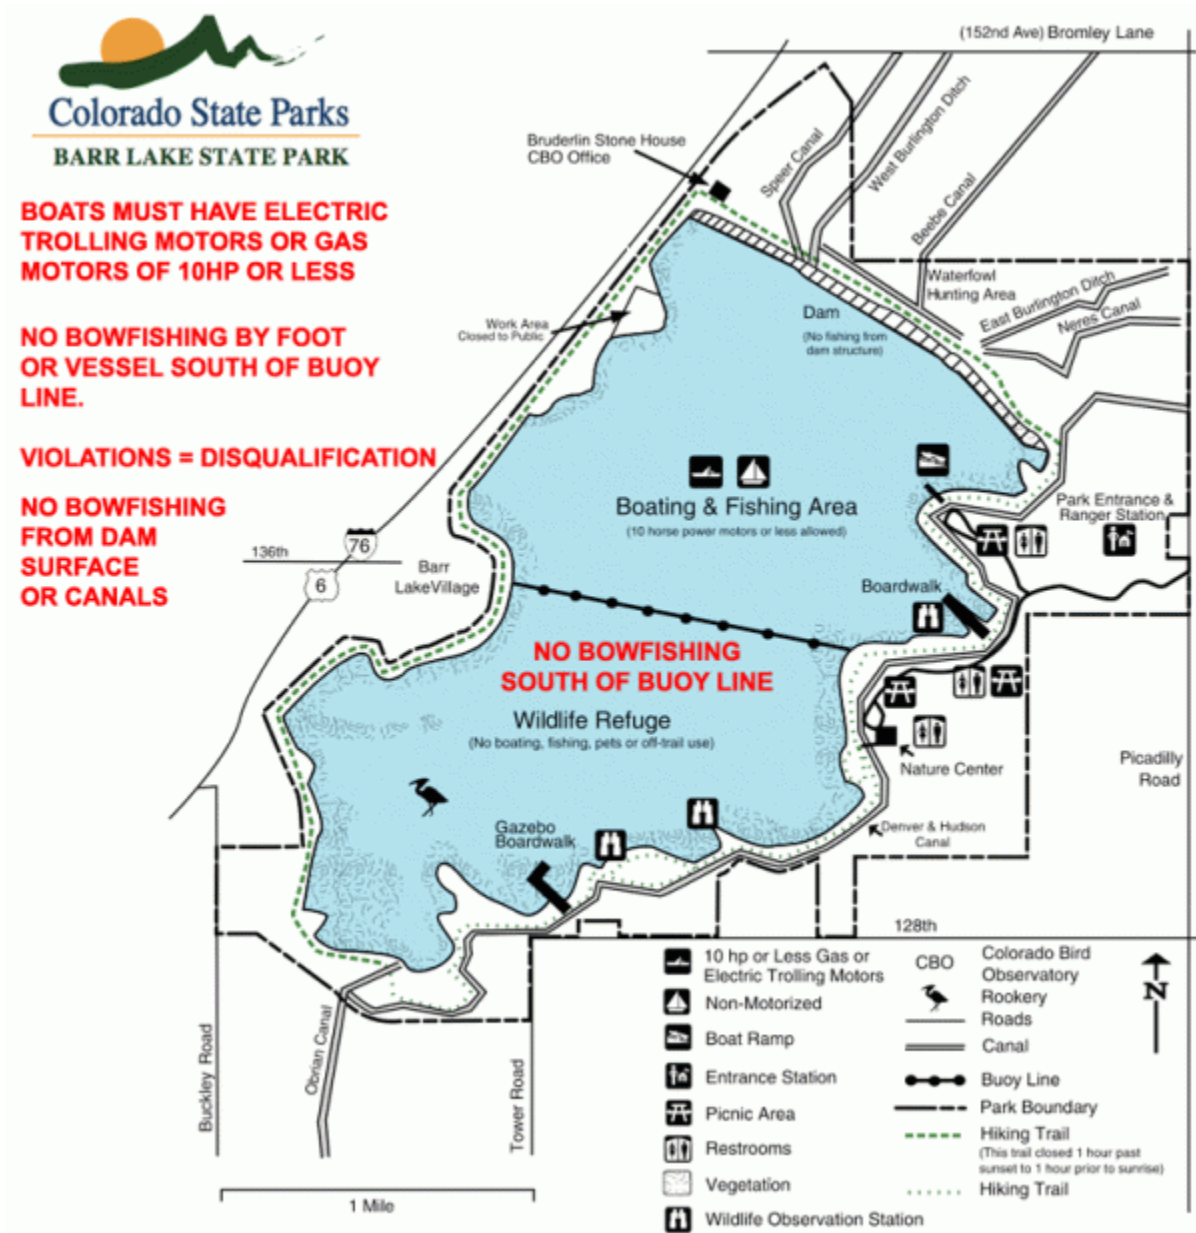 Colorado State Parks
BARR LAKE STATE PARK
BOATS MUST HAVE ELECTRIC
TROLLING MOTORS OR GAS
MOTORS OF 10HP OR LESS
NO BOWFISHING BY FOOT
OR VESSEL SOUTH OF BUOY
LINE.
VIOLATIONS = DISQUALIFICATION
NO BOWFISHING
FROM DAM
SURFACE
OR CANALS
(152nd Ave) Bromley Lane
Bruderlin Stone House
CBO Office
Speer Canal
West Burlington Ditch
Beebe Canal
Waterfowl
Hunting Area
East Burlington Ditch
Neres Canal
Work Area
Closed to Public
Dam
(No fishing from
dam structure)
Boating & Fishing Area
(10 horse power motors or less allowed)
Park Entrance &
Ranger Station
136th
76
6
Barr
LakeVillage
Boardwalk
NO BOWFISHING
SOUTH OF BUOY LINE
Wildlife Refuge
(No boating, fishing, pets or off-trail use)
Nature Center
Picadilly
Road
Gazebo
Boardwalk
Denver & Hudson
Canal
128th
Buckley Road
Obrian Canal
Tower Road
1 Mile
10 hp or Less Gas or
Electric Trolling Motors
Non-Motorized
Boat Ramp
Entrance Station
Picnic Area
Restrooms
Vegetation
Wildlife Observation Station
CBO
Colorado Bird
Observatory
Rookery
Roads
Canal
Buoy Line
Park Boundary
Hiking Trail
(This trail closed 1 hour past
sunset to 1 hour prior to sunrise)
Hiking Trail
N